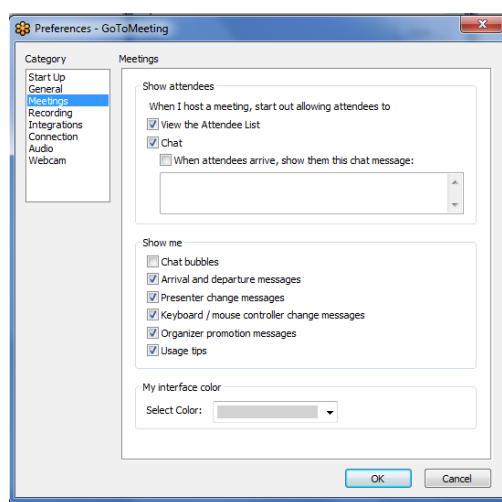 Preferences - GoToMeeting
Category
Start Up
General
Meetings
Recording
Integrations
Connection
Audio
Webcam
Meetings
Show attendees
When I host a meeting, start out allowing attendees to
View the Attendee List
Chat
When attendees arrive, show them this chat message:
Show me
Chat bubbles
Arrival and departure messages
Presenter change messages
Keyboard / mouse controller change messages
Organizer promotion messages
Usage tips
My interface color
Select Color:
OK Cancel